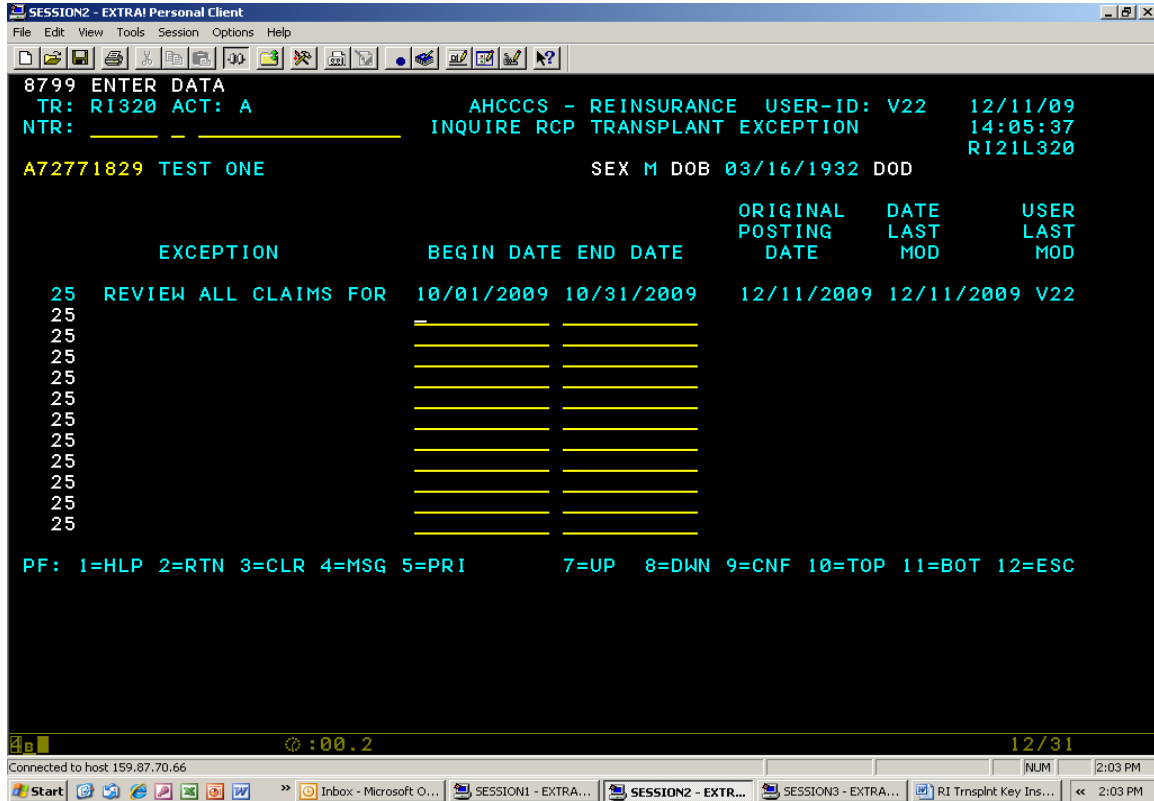 SESSION2 - EXTRA! Personal Client
File Edit View Tools Session Options Help
8799 ENTER DATA
TR: RI320 ACT: A AHCCCS - REINSURANCE USER-ID: V22 12/11/09
NTR: INQUIRE RCP TRANSPLANT EXCEPTION 14:05:37
RI21L320
A72771829 TEST ONE SEX M DOB 03/16/1932 DOD
ORIGINAL DATE USER
POSTING LAST LAST
EXCEPTION BEGIN DATE END DATE DATE MOD MOD
25 REVIEW ALL CLAIMS FOR 10/01/2009 10/31/2009 12/11/2009 12/11/2009 V22
25
25
25
25
25
25
25
25
25
25
25
PF: 1=HLP 2=RTN 3=CLR 4=MSG 5=PRI 7=UP 8=DWN 9=CNF 10=TOP 11=BOT 12=ESC
4 B :00.2 12/31
Connected to host 159.87.70.66 NUM 2:03 PM
Start » Inbox - Microsoft O... SESSION1 - EXTRA... SESSION2 - EXTR... SESSION3 - EXTRA... RI Trnsplnt Key Ins... « 2:03 PM